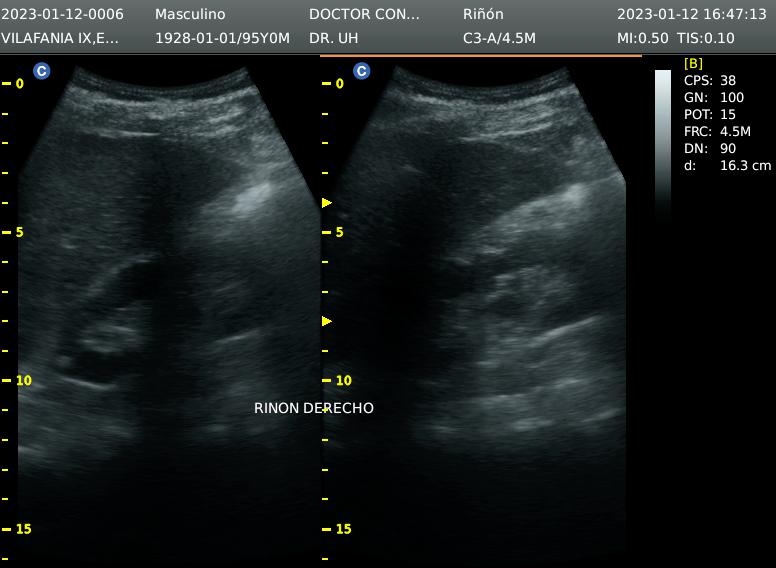 2023-01-12-0006 Masculino DOCTOR CON... Riñón 2023-01-12 16:47:13
VILAFANIA IX,E... 1928-01-01/95Y0M DR. UH C3-A/4.5M MI:0.50 TIS:0.10
[B]
C C
0 0
CPS: 38
GN: 100
POT: 15
FRC: 4.5M
DN: 90
d: 16.3 cm
5 5
10 10
RINON DERECHO
15 15